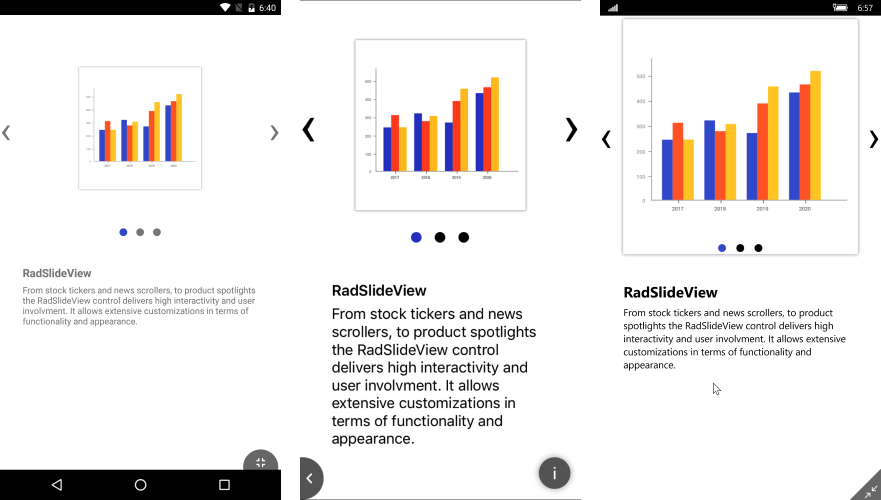 6:40
RadSlideView
From stock tickers and news scrollers, to product spotlights
the RadSlideView control delivers high interactivity and user
involvment. It allows extensive customizations in terms of
functionality and appearance.
500
400
300
200
100
0
2017 2018 2019 2020
RadSlideView
From stock tickers and news
scrollers, to product spotlights
the RadSlideView control
delivers high interactivity and
user involvment. It allows
extensive customizations in
terms of functionality and
appearance.
i
6:57
500
400
300
200
100
0
2017 2018 2019 2020
RadSlideView
From stock tickers and news scrollers, to product
spotlights the RadSlideView control delivers high
interactivity and user involvment. It allows extensive
customizations in terms of functionality and
appearance.